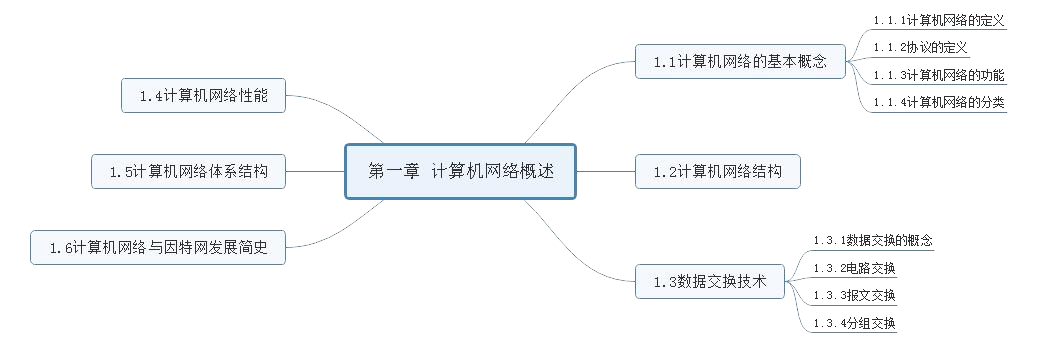 第一章 计算机网络概述
1.1计算机网络的基本概念
1.1.1计算机网络的定义
1.1.2协议的定义
1.1.3计算机网络的功能
1.1.4计算机网络的分类
1.2计算机网络结构
1.3数据交换技术
1.3.1数据交换的概念
1.3.2电路交换
1.3.3报文交换
1.3.4分组交换
1.4计算机网络性能
1.5计算机网络体系结构
1.6计算机网络与因特网发展简史